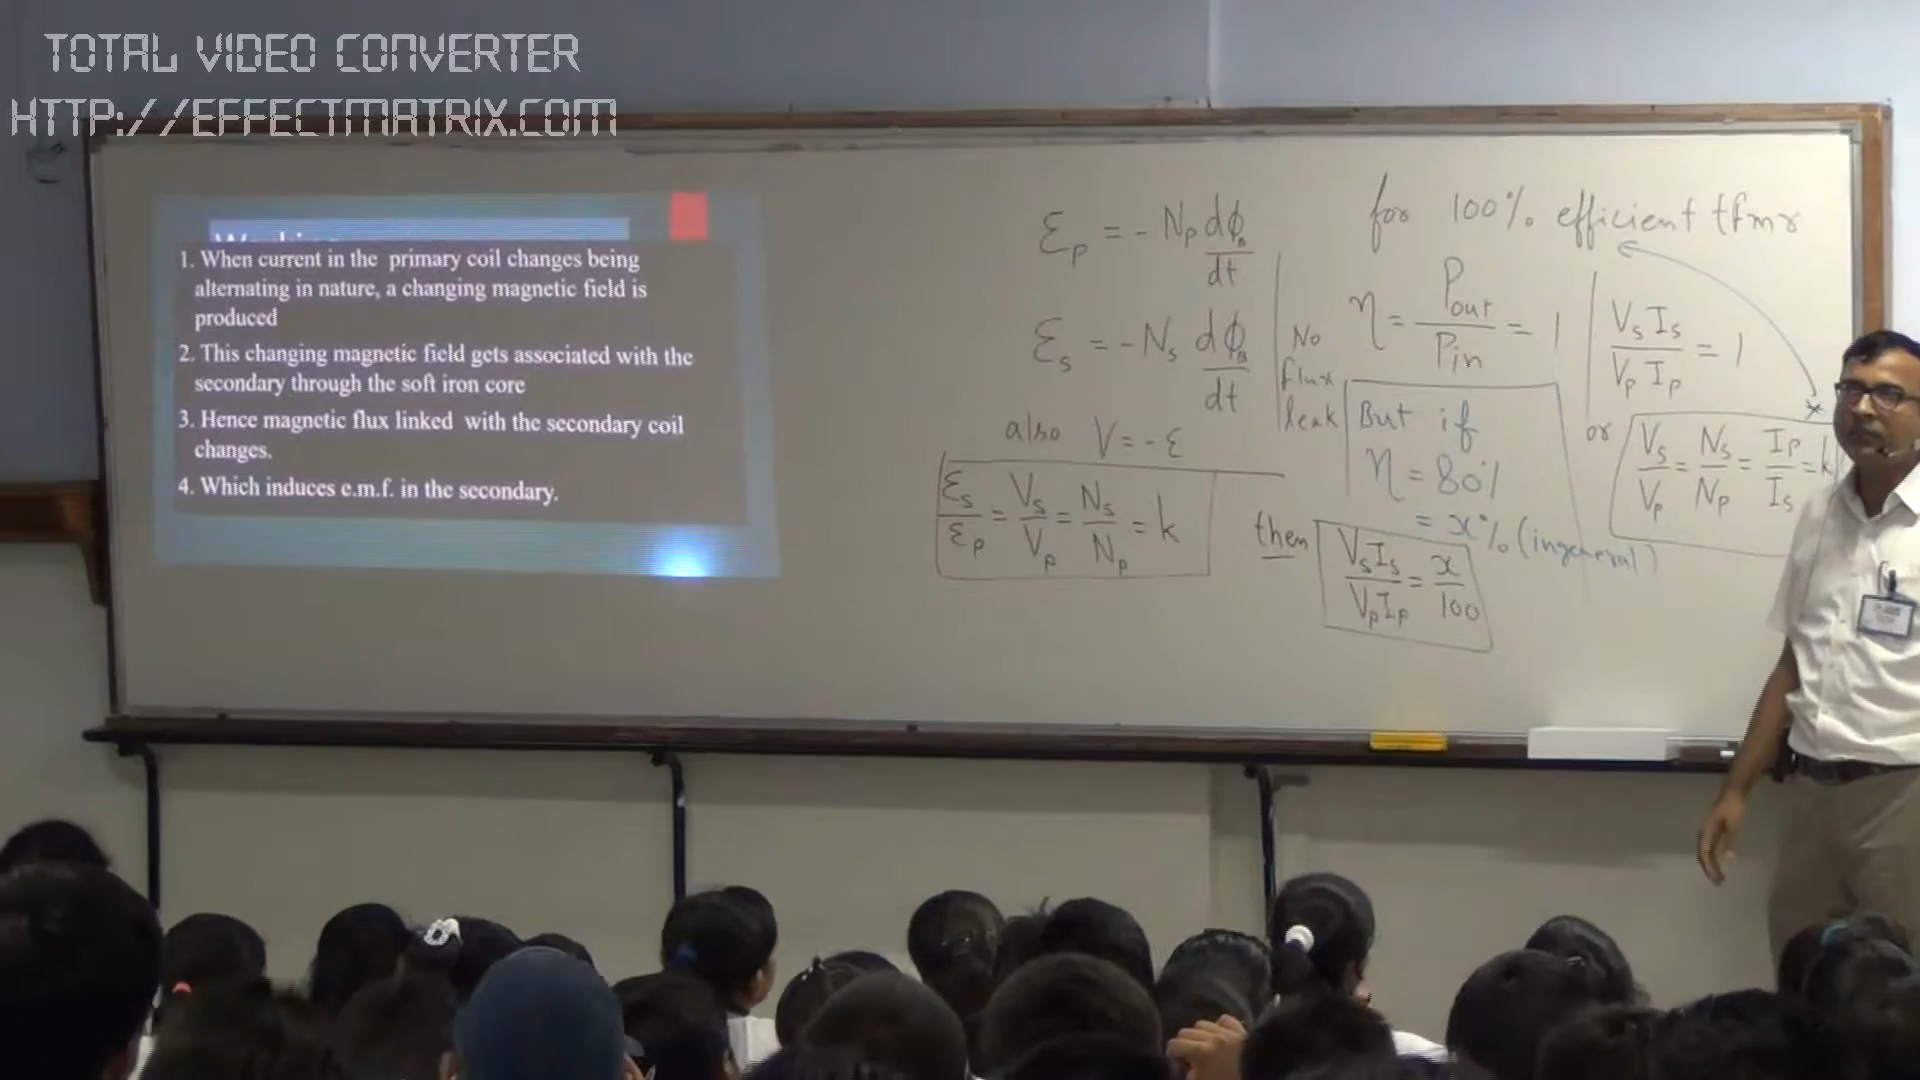 TOTAL VIDEO CONVERTER
HTTP://EFFECTMATRIX.COM
1. When current in the primary coil changes being
alternating in nature, a changing magnetic field is
produced
2. This changing magnetic field gets associated with the
secondary through the soft iron core
3. Hence magnetic flux linked with the secondary coil
changes.
4. Which induces e.m.f. in the secondary.
ℰp = - Np dϕB/dt
ℰs = - Ns dϕB/dt
also V = - ℰ
ℰs/ℰp = Vs/Vp = Ns/Np = k
No
flux
leak
for 100% efficient tfmr
η = Pout/Pin = 1
VsIs/VpIp = 1
or Vs/Vp = Ns/Np = Ip/Is = k
But if
η = 80%
= x% (in general)
then VsIs/VpIp = x/100